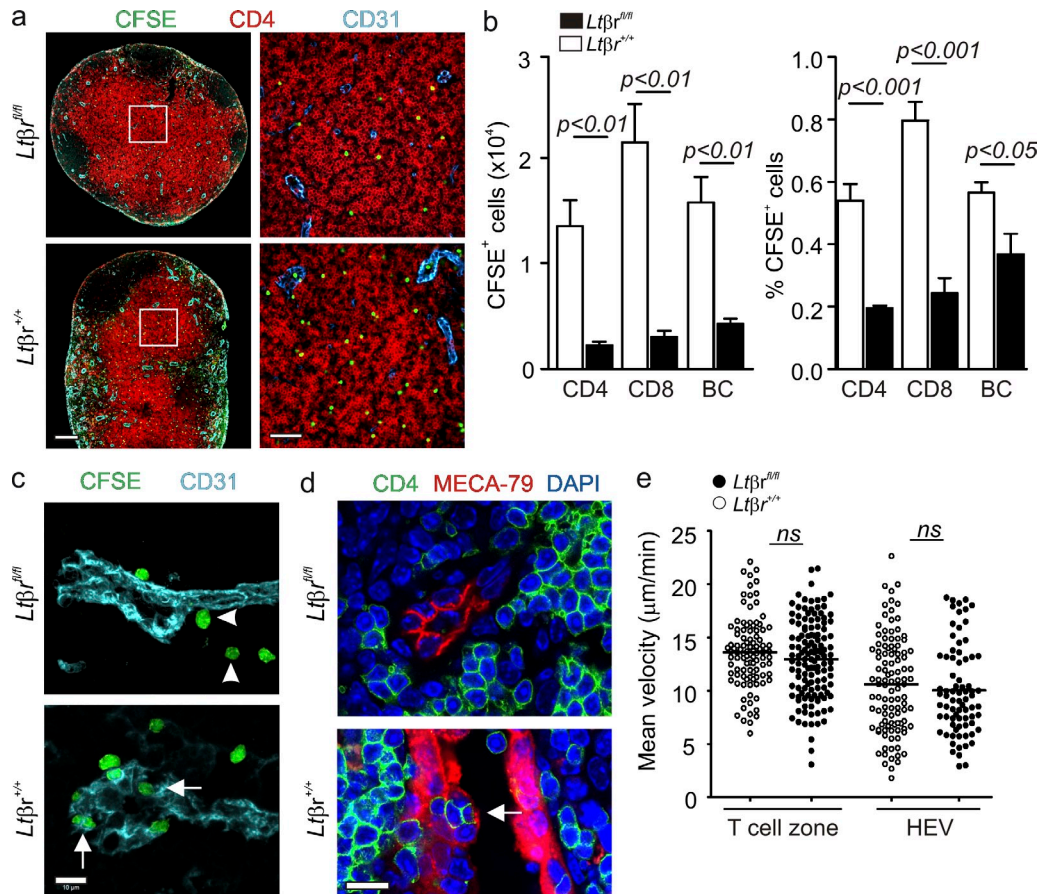 a
CFSE CD4 CD31
Ltβr^fl/fl
Ltβr^+/+
b
Ltβr^fl/fl
Ltβr^+/+
CFSE⁺ cells (x10⁴)
3
2
1
0
p<0.01
p<0.01
p<0.01
CD4 CD8 BC
% CFSE⁺ cells
1.0
0.8
0.6
0.4
0.2
0.0
p<0.001
p<0.001
p<0.05
CD4 CD8 BC
c
CFSE CD31
Ltβr^fl/fl
Ltβr^+/+
10 µm
d
CD4 MECA-79 DAPI
Ltβr^fl/fl
Ltβr^+/+
e
Ltβr^fl/fl
Ltβr^+/+
Mean velocity (µm/min)
25
20
15
10
5
0
ns
ns
T cell zone HEV